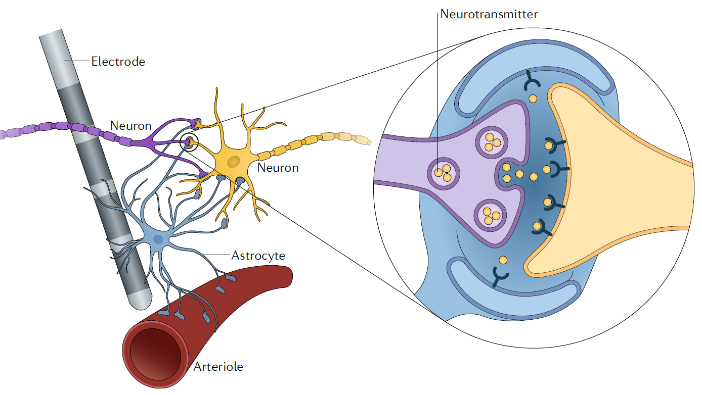 Neurotransmitter
Electrode
Neuron
Neuron
Astrocyte
Arteriole